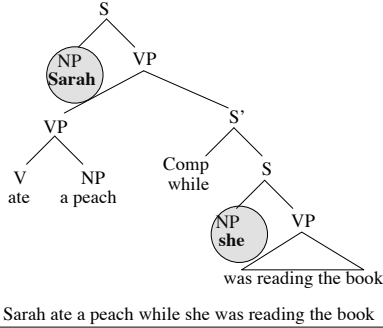 S
NP VP
Sarah
VP S'
V NP Comp S
ate a peach while
NP VP
she
was reading the book
Sarah ate a peach while she was reading the book